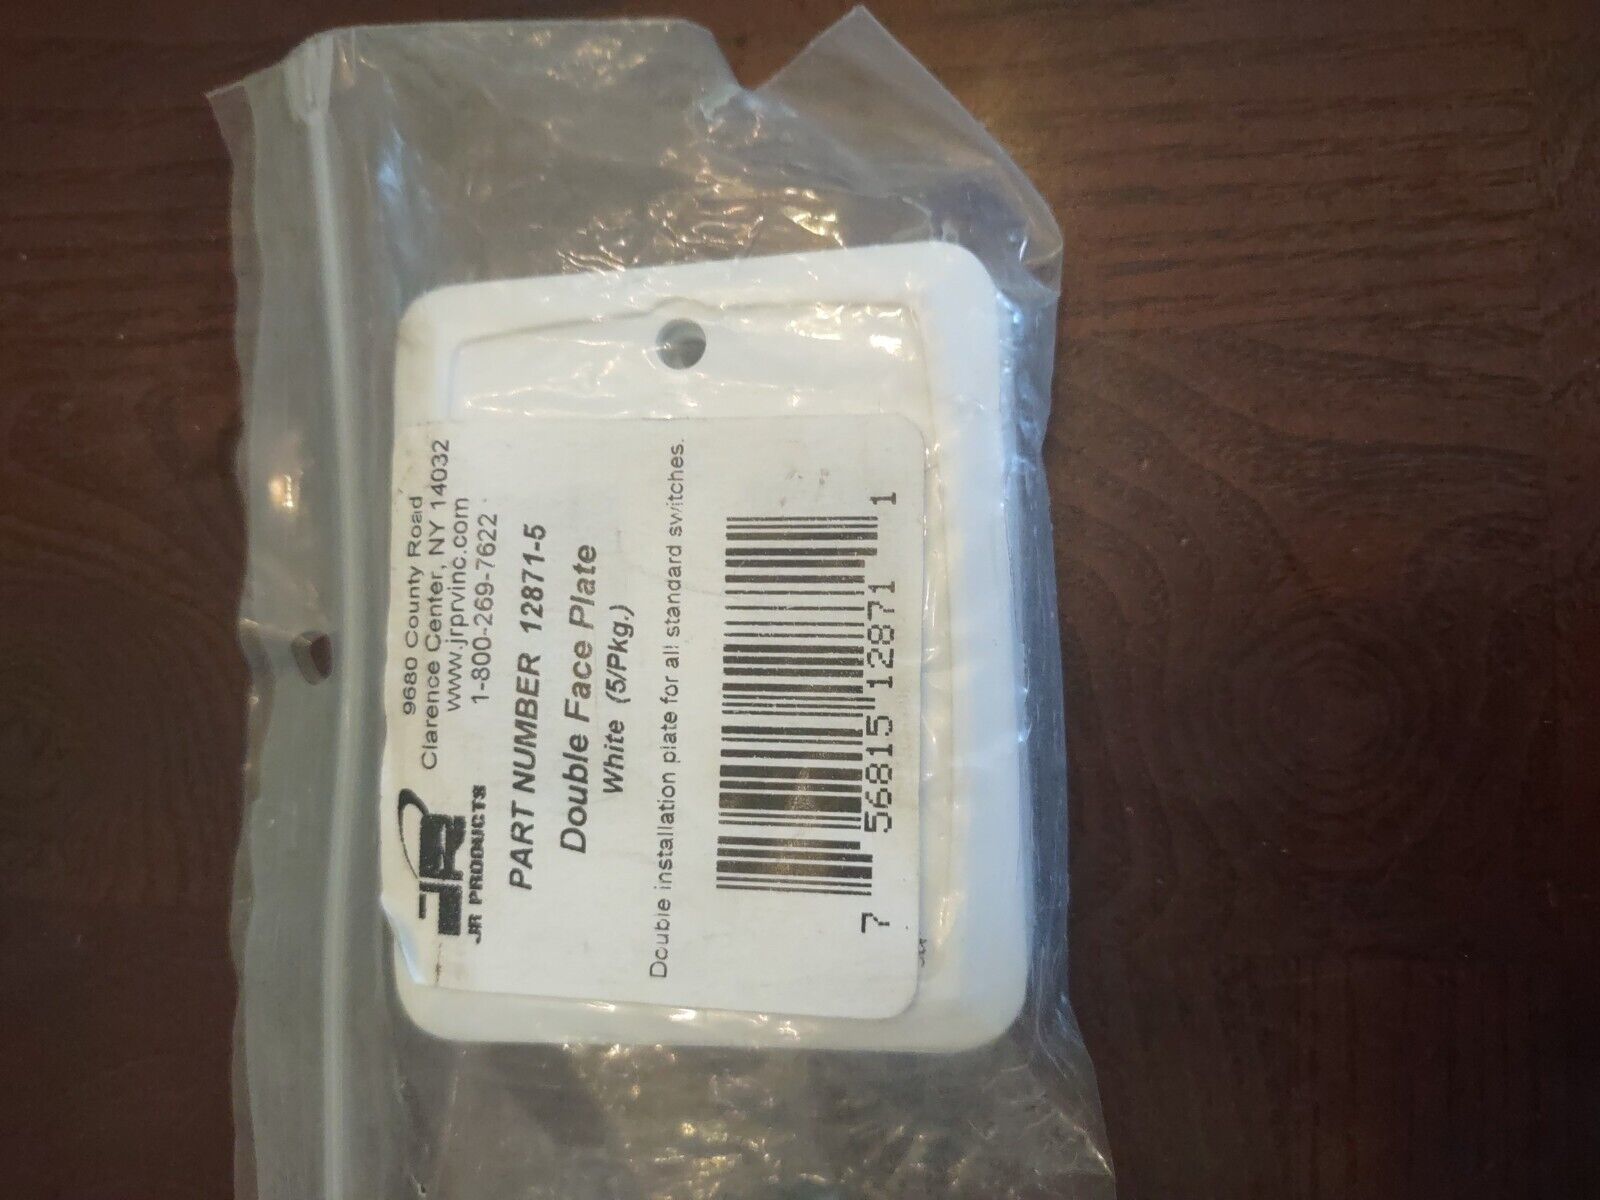 JR PRODUCTS
9680 County Road
Clarence Center, NY 14032
www.jrprvinc.com
1-800-269-7622
PART NUMBER 12871-5
Double Face Plate
White (5/Pkg.)
Double installation plate for all standard switches.
7 56815 12871 1